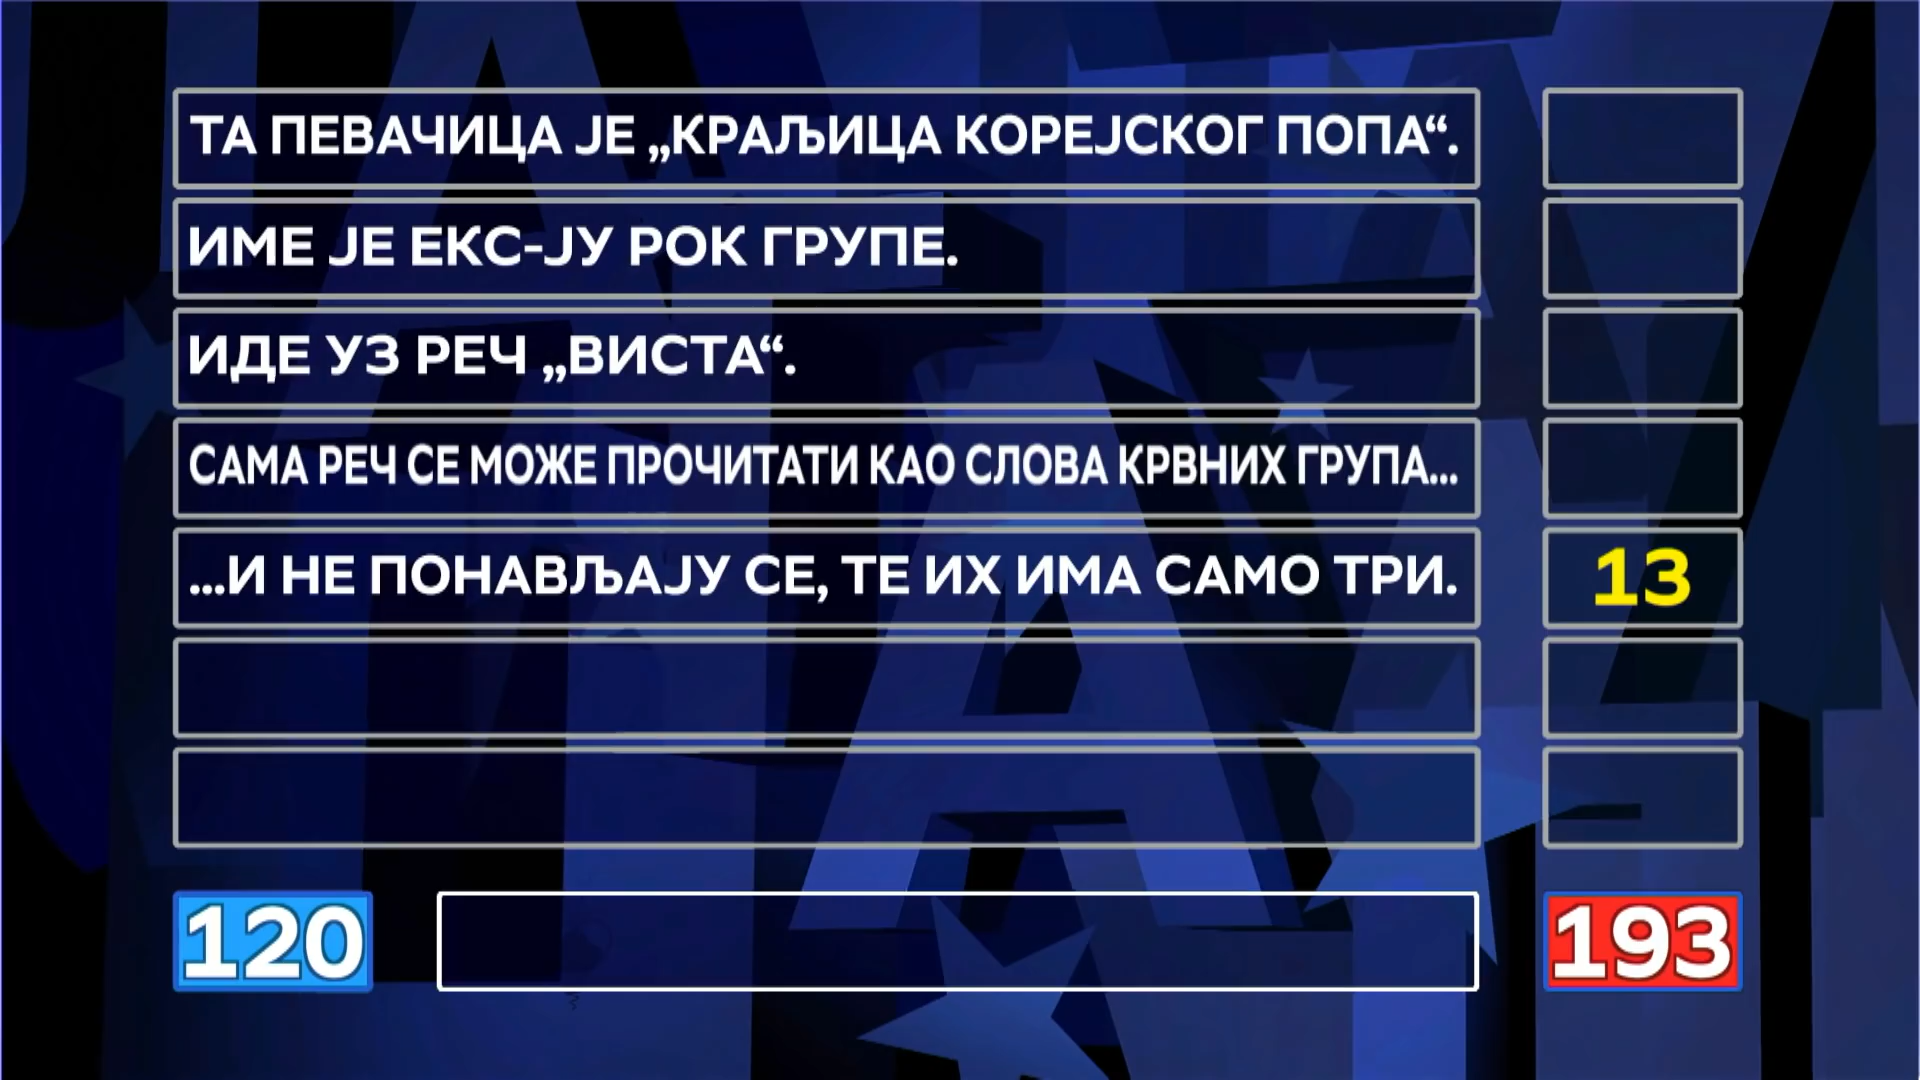 ТА ПЕВАЧИЦА ЈЕ „КРАЉИЦА КОРЕЈСКОГ ПОПА“.
ИМЕ ЈЕ ЕКС-ЈУ РОК ГРУПЕ.
ИДЕ УЗ РЕЧ „ВИСТА“.
САМА РЕЧ СЕ МОЖЕ ПРОЧИТАТИ КАО СЛОВА КРВНИХ ГРУПА...
...И НЕ ПОНАВЉАЈУ СЕ, ТЕ ИХ ИМА САМО ТРИ. 13
120 193